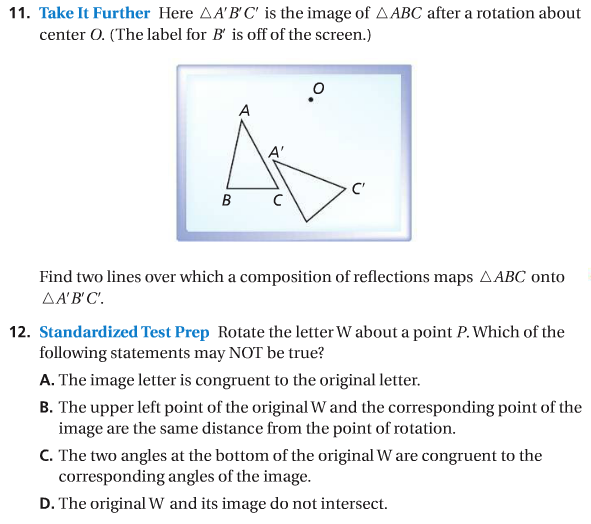 11. Take It Further Here △A′B′C′ is the image of △ABC after a rotation about
center O. (The label for B′ is off of the screen.)
O
A
A′
C′
B
C
Find two lines over which a composition of reflections maps △ABC onto
△A′B′C′.
12. Standardized Test Prep Rotate the letter W about a point P. Which of the
following statements may NOT be true?
A. The image letter is congruent to the original letter.
B. The upper left point of the original W and the corresponding point of the
image are the same distance from the point of rotation.
C. The two angles at the bottom of the original W are congruent to the
corresponding angles of the image.
D. The original W and its image do not intersect.